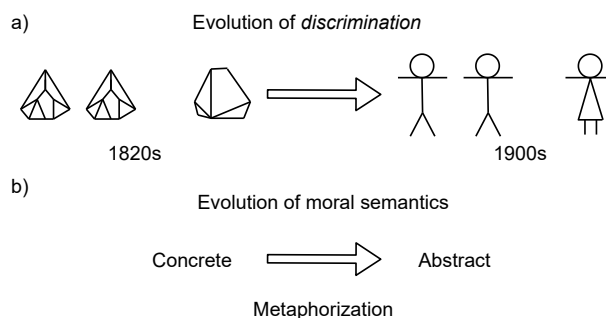 a)
Evolution of discrimination
1820s
1900s
b)
Evolution of moral semantics
Concrete
Abstract
Metaphorization